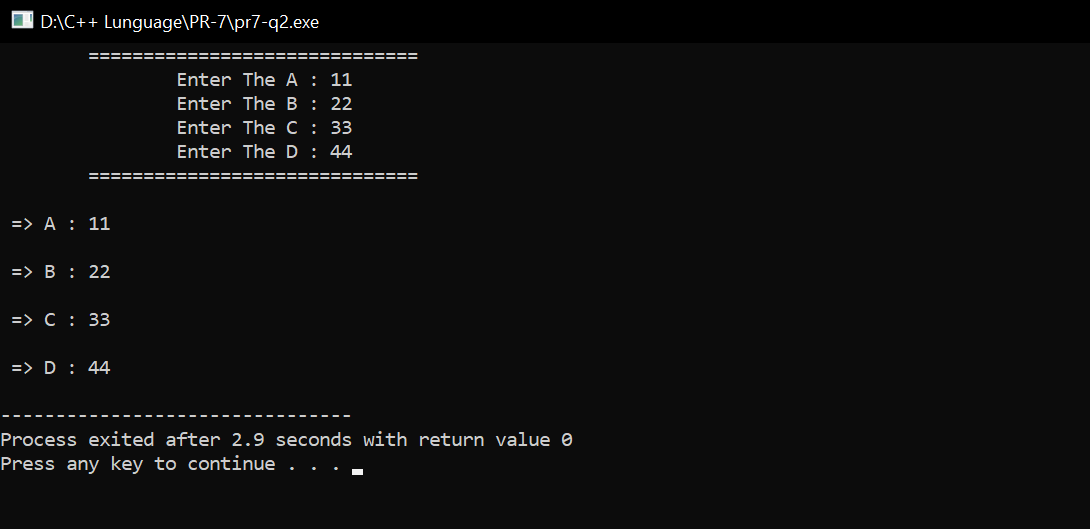 D:\C++ Lunguage\PR-7\pr7-q2.exe
==============================
Enter The A : 11
Enter The B : 22
Enter The C : 33
Enter The D : 44
==============================
=> A : 11
=> B : 22
=> C : 33
=> D : 44
--------------------------------
Process exited after 2.9 seconds with return value 0
Press any key to continue . . .